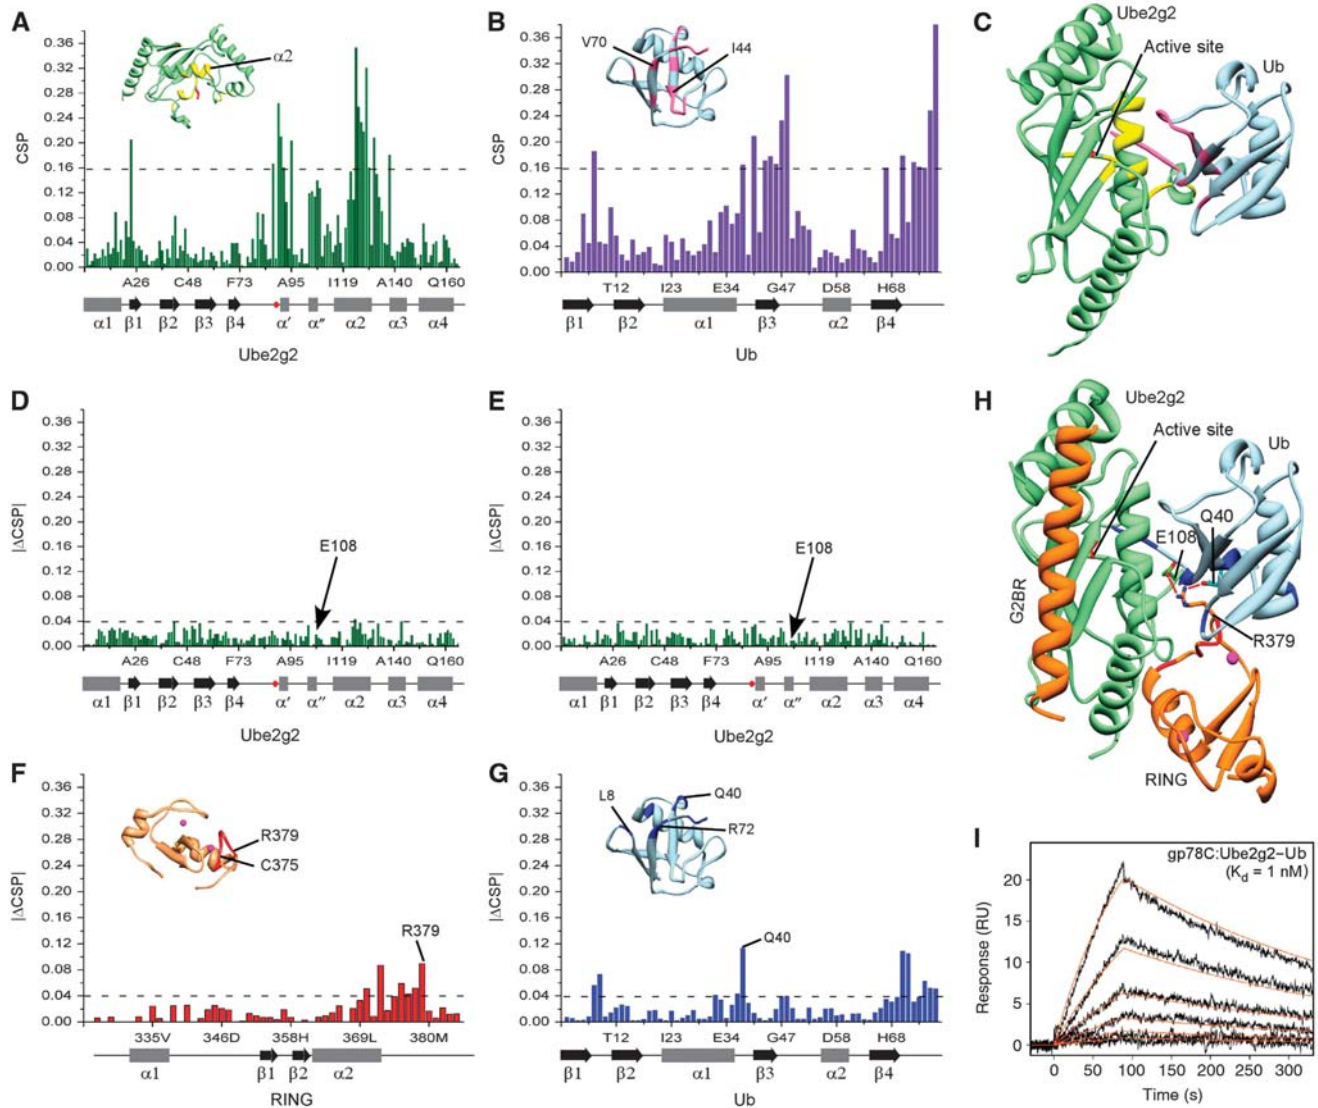 A
CSP
0.36
0.32
0.28
0.24
0.20
0.16
0.12
0.08
0.04
0.00
α2
A26 C48 F73 A95 I119 A140 Q160
α1 β1 β2 β3 β4 α′ α″ α2 α3 α4
Ube2g2
B
CSP
0.36
0.32
0.28
0.24
0.20
0.16
0.12
0.08
0.04
0.00
V70
I44
T12 I23 E34 G47 D58 H68
β1 β2 α1 β3 α2 β4
Ub
C
Ube2g2
Active site
Ub
D
|ΔCSP|
0.36
0.32
0.28
0.24
0.20
0.16
0.12
0.08
0.04
0.00
E108
A26 C48 F73 A95 I119 A140 Q160
α1 β1 β2 β3 β4 α′ α″ α2 α3 α4
Ube2g2
E
|ΔCSP|
0.36
0.32
0.28
0.24
0.20
0.16
0.12
0.08
0.04
0.00
E108
A26 C48 F73 A95 I119 A140 Q160
α1 β1 β2 β3 β4 α′ α″ α2 α3 α4
Ube2g2
H
Ube2g2
Active site
Ub
Q40
E108
G2BR
R379
RING
F
|ΔCSP|
0.36
0.32
0.28
0.24
0.20
0.16
0.12
0.08
0.04
0.00
R379
C375
R379
335V 346D 358H 369L 380M
α1 β1 β2 α2
RING
G
|ΔCSP|
0.36
0.32
0.28
0.24
0.20
0.16
0.12
0.08
0.04
0.00
L8
Q40
R72
Q40
T12 I23 E34 G47 D58 H68
β1 β2 α1 β3 α2 β4
Ub
I
gp78C:Ube2g2–Ub
(Kd = 1 nM)
Response (RU)
20
15
10
5
0
0 50 100 150 200 250 300
Time (s)